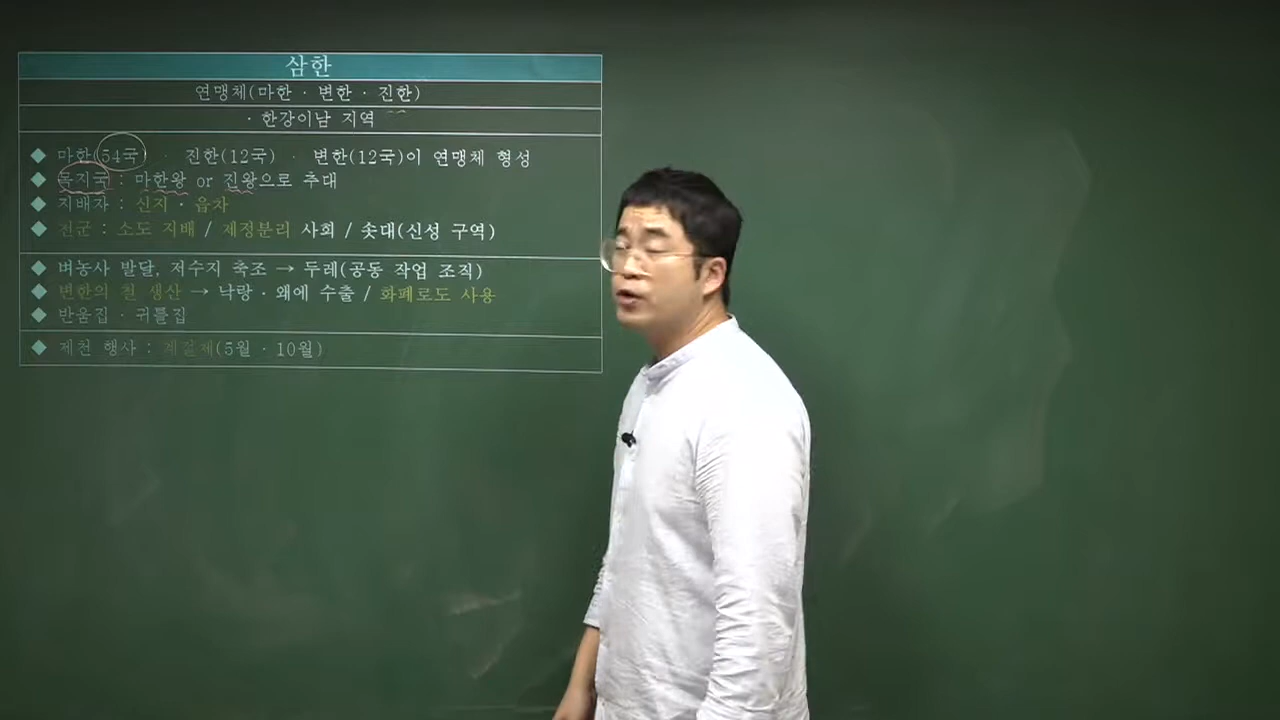 삼한
연맹체(마한 · 변한 · 진한)
· 한강이남 지역
◆ 마한(54국) · 진한(12국) · 변한(12국)이 연맹체 형성
◆ 목지국 : 마한왕 or 진왕으로 추대
◆ 지배자 : 신지 · 읍차
◆ 천군 : 소도 지배 / 제정분리 사회 / 솟대(신성 구역)
◆ 벼농사 발달, 저수지 축조 → 두레(공동 작업 조직)
◆ 변한의 철 생산 → 낙랑 · 왜에 수출 / 화폐로도 사용
◆ 반움집 · 귀틀집
◆ 제천 행사 : 계절제(5월 · 10월)